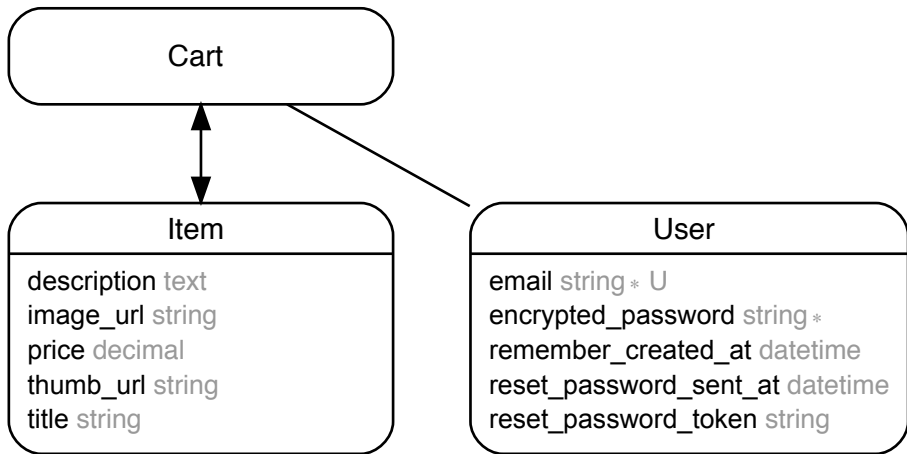 Cart
Item
description text
image_url string
price decimal
thumb_url string
title string
User
email string* U
encrypted_password string*
remember_created_at datetime
reset_password_sent_at datetime
reset_password_token string